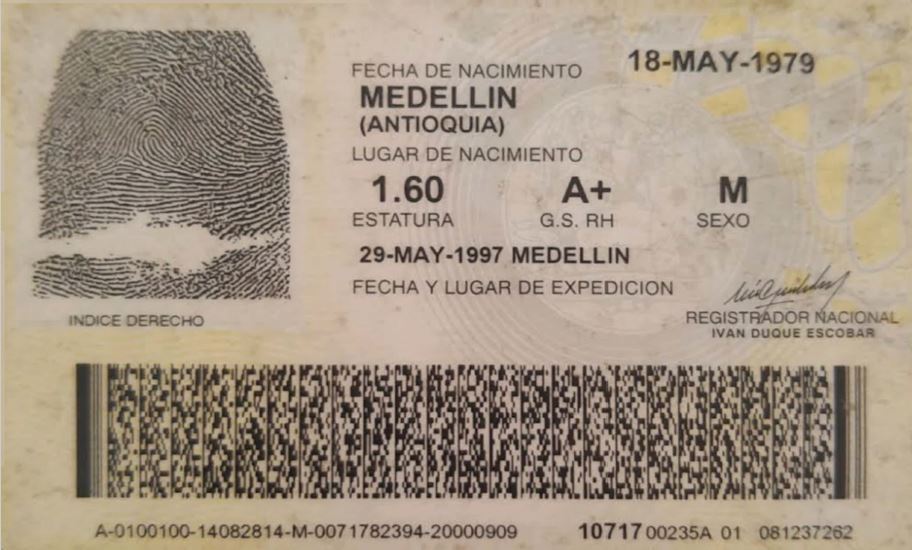 FECHA DE NACIMIENTO 18-MAY-1979
MEDELLIN
(ANTIOQUIA)
LUGAR DE NACIMIENTO
1.60 A+ M
ESTATURA G.S. RH SEXO
29-MAY-1997 MEDELLIN
FECHA Y LUGAR DE EXPEDICION
INDICE DERECHO
REGISTRADOR NACIONAL
IVAN DUQUE ESCOBAR
A-0100100-14082814-M-0071782394-20000909 10717 00235A 01 081237262